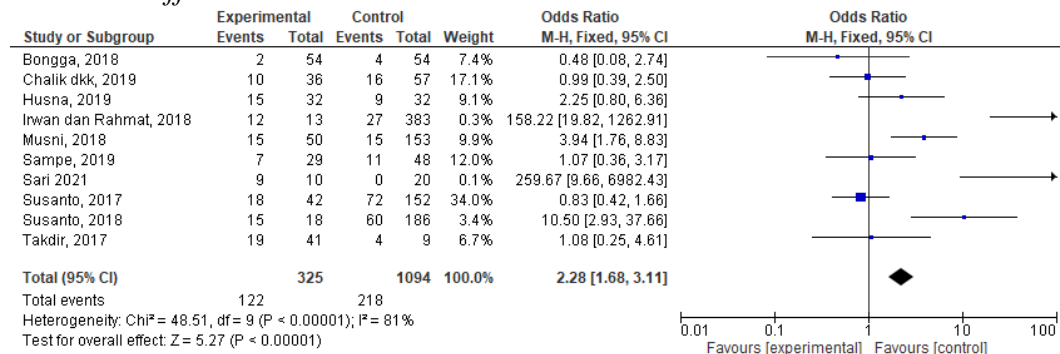 Experimental Control Odds Ratio Odds Ratio
Study or Subgroup Events Total Events Total Weight M-H, Fixed, 95% CI M-H, Fixed, 95% CI
Bongga, 2018 2 54 4 54 7.4% 0.48 [0.08, 2.74]
Chalik dkk, 2019 10 36 16 57 17.1% 0.99 [0.39, 2.50]
Husna, 2019 15 32 9 32 9.1% 2.25 [0.80, 6.36]
Irwan dan Rahmat, 2018 12 13 27 383 0.3% 158.22 [19.82, 1262.91]
Musni, 2018 15 50 15 153 9.9% 3.94 [1.76, 8.83]
Sampe, 2019 7 29 11 48 12.0% 1.07 [0.36, 3.17]
Sari 2021 9 10 0 20 0.1% 259.67 [9.66, 6982.43]
Susanto, 2017 18 42 72 152 34.0% 0.83 [0.42, 1.66]
Susanto, 2018 15 18 60 186 3.4% 10.50 [2.93, 37.66]
Takdir, 2017 19 41 4 9 6.7% 1.08 [0.25, 4.61]
Total (95% CI) 325 1094 100.0% 2.28 [1.68, 3.11]
Total events 122 218
Heterogeneity: Chi² = 48.51, df = 9 (P < 0.00001); I² = 81%
Test for overall effect: Z = 5.27 (P < 0.00001)
0.01 0.1 1 10 100
Favours [experimental] Favours [control]